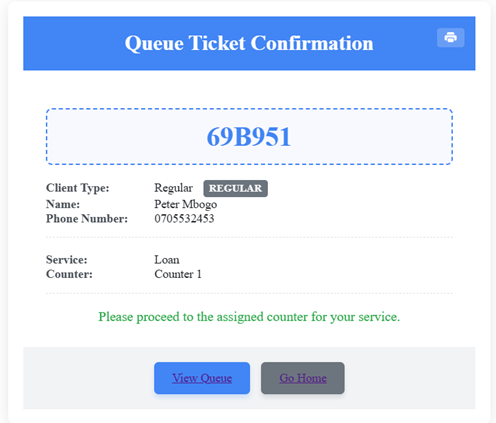 Queue Ticket Confirmation
69B951
Client Type: Regular REGULAR
Name: Peter Mbogo
Phone Number: 0705532453
Service: Loan
Counter: Counter 1
Please proceed to the assigned counter for your service.
View Queue Go Home